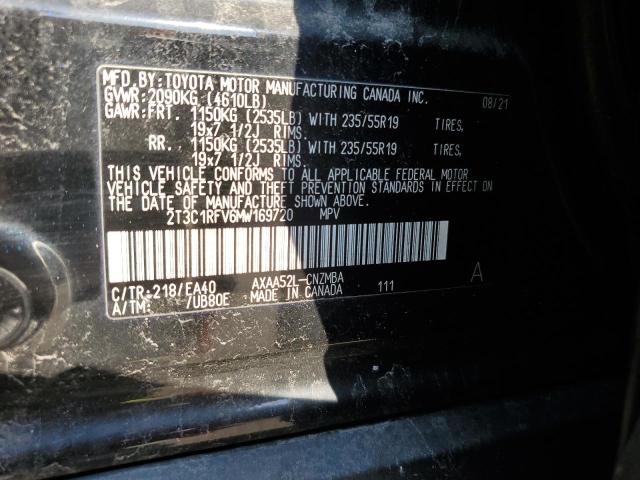 MFD.BY:TOYOTA MOTOR MANUFACTURING CANADA INC. 08/21
GVWR:2090KG (4610LB)
GAWR:FRT. 1150KG (2535LB) WITH 235/55R19 TIRES,
19x7 1/2J RIMS.
RR. 1150KG (2535LB) WITH 235/55R19 TIRES,
19x7 1/2J RIMS.
THIS VEHICLE CONFORMS TO ALL APPLICABLE FEDERAL MOTOR
VEHICLE SAFETY AND THEFT PREVENTION STANDARDS IN EFFECT ON
THE DATE OF MANUFACTURE SHOWN ABOVE.
2T3C1RFV6MW169720 MPV
C/TR:218/EA40 AXAA52L-CNZMBA 111 A
A/TM: /UB80E MADE IN CANADA